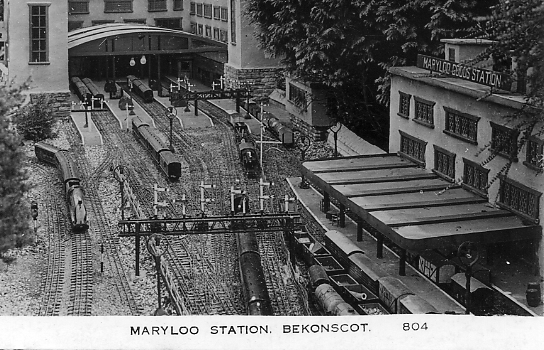 MARYLOO GOODS STATION
MARYLOO STATION. BEKONSCOT. 804